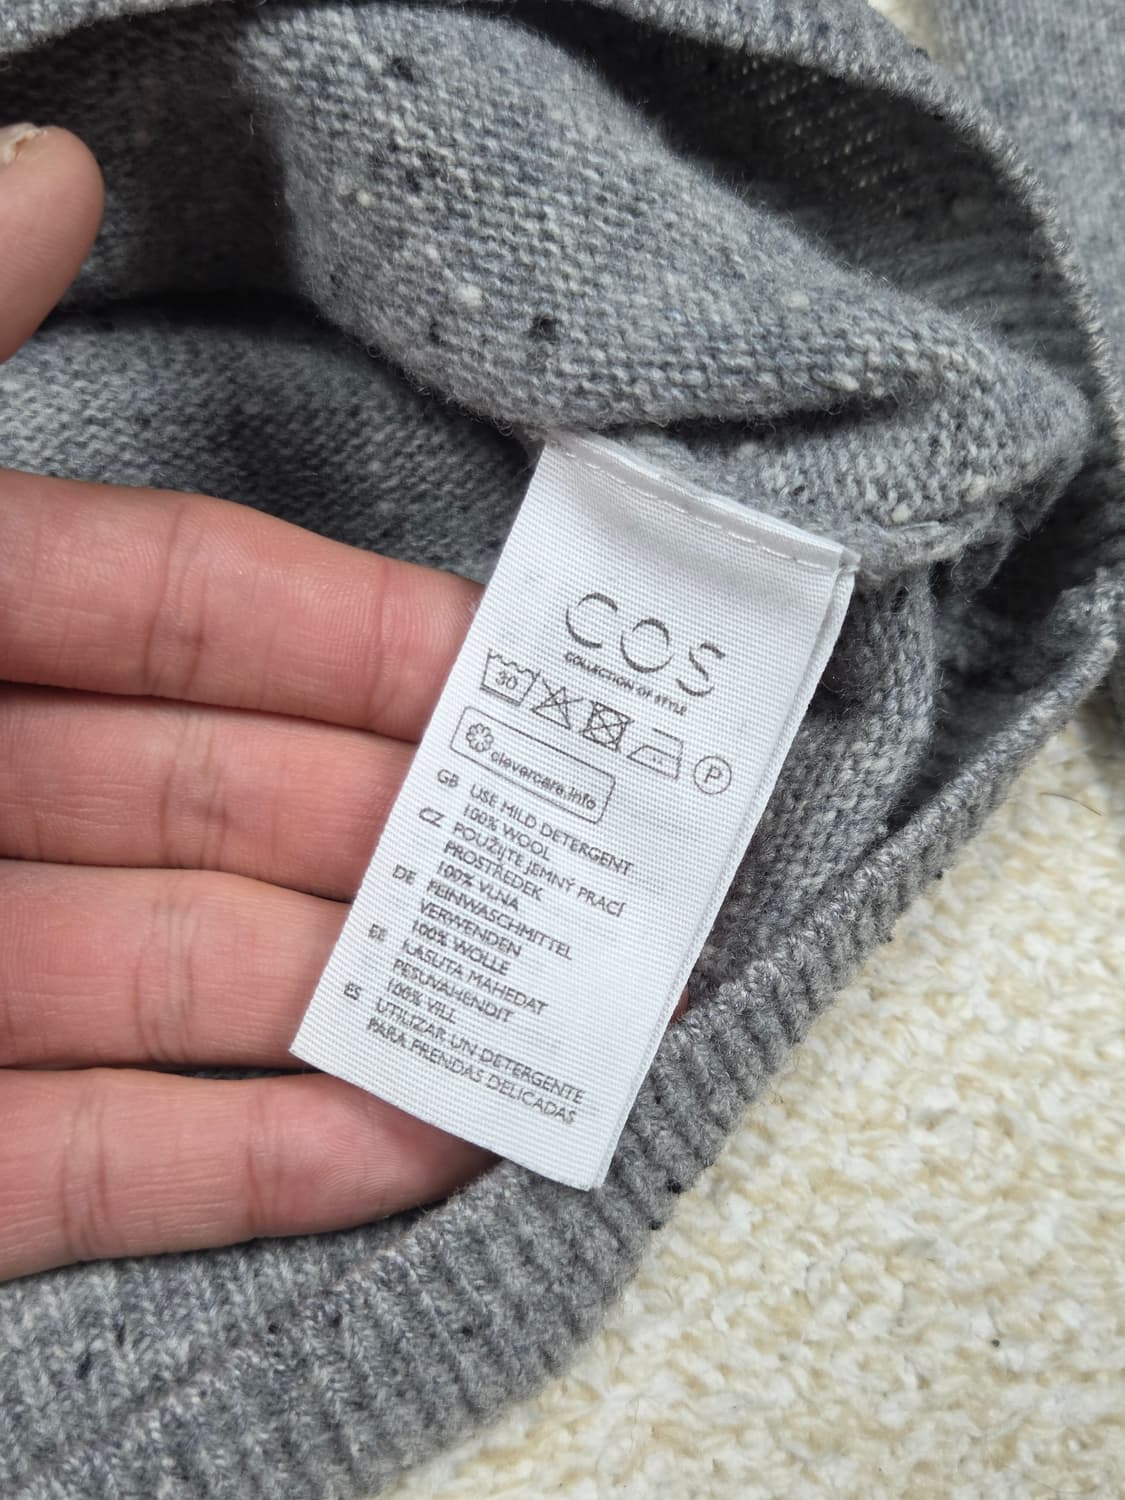 COS
COLLECTION OF STYLE
30
P
clevercare.info
GB USE MILD DETERGENT
100% WOOL
CZ POUŽIJTE JEMNÝ PRACÍ
PROSTŘEDEK
100% VLNA
DE FEINWASCHMITTEL
VERWENDEN
100% WOLLE
EE KASUTA MAHEDAT
PESUVAHENDIT
100% VILL
ES UTILIZAR UN DETERGENTE
PARA PRENDAS DELICADAS